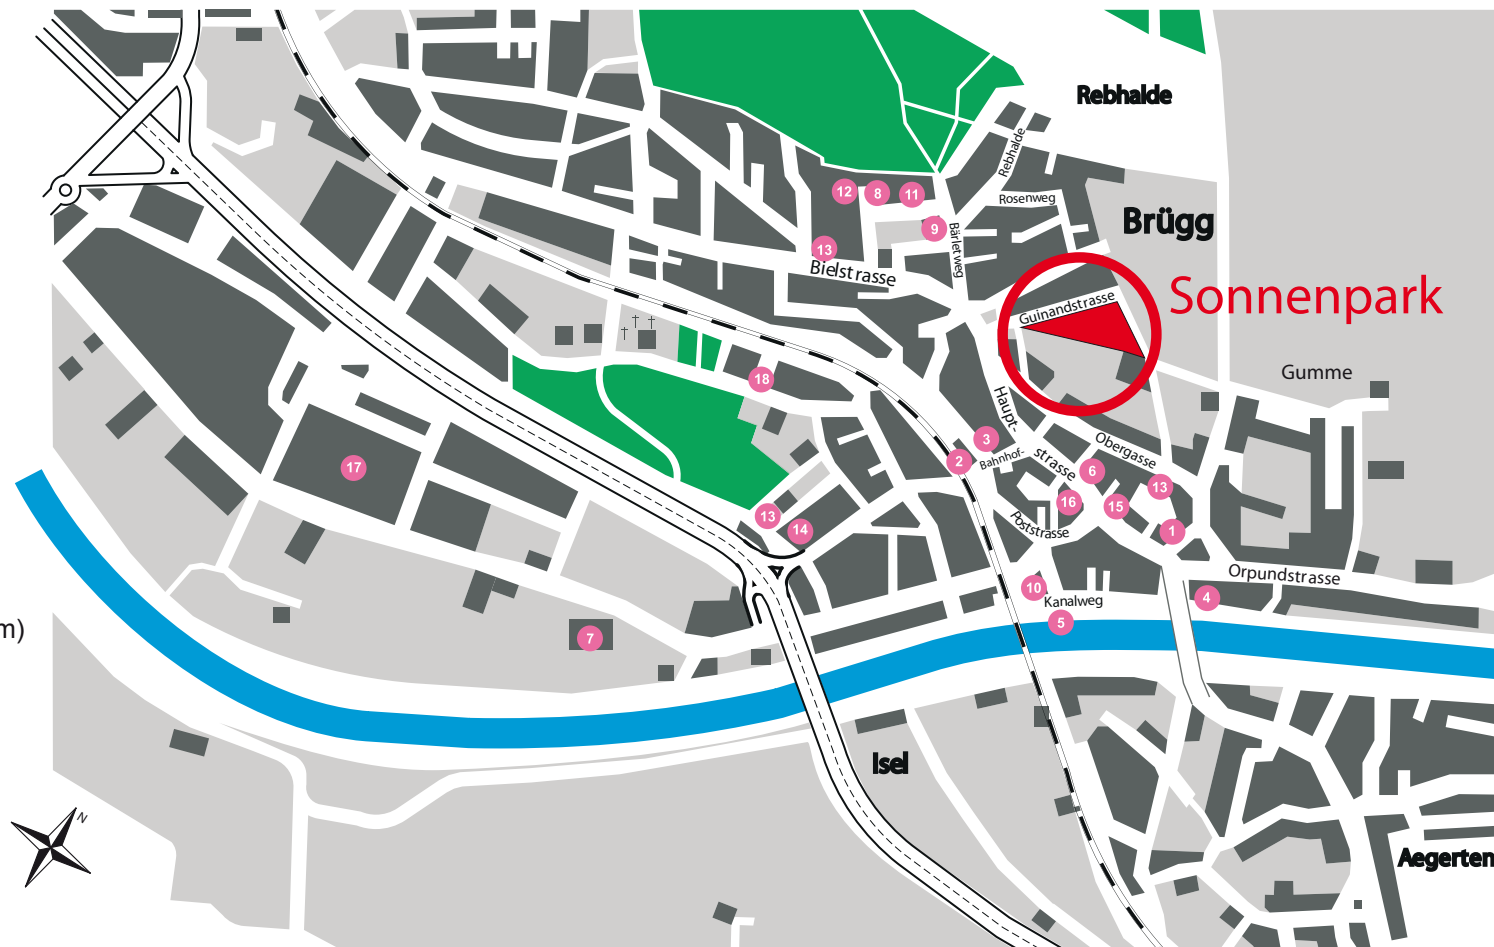 Rebhalde
Rebhalde
Rosenweg
12
8
11
9
Brügg
Bärletweg
13
Bielstrasse
Sonnenpark
Guinandstrasse
18
Gumme
Haupt-
strasse
3
2
Bahnhof-
Obergasse
6
13
17
16
15
13
14
Poststrasse
1
Orpundstrasse
10
Kanalweg
4
5
m)
7
Isel
N
Aegerten